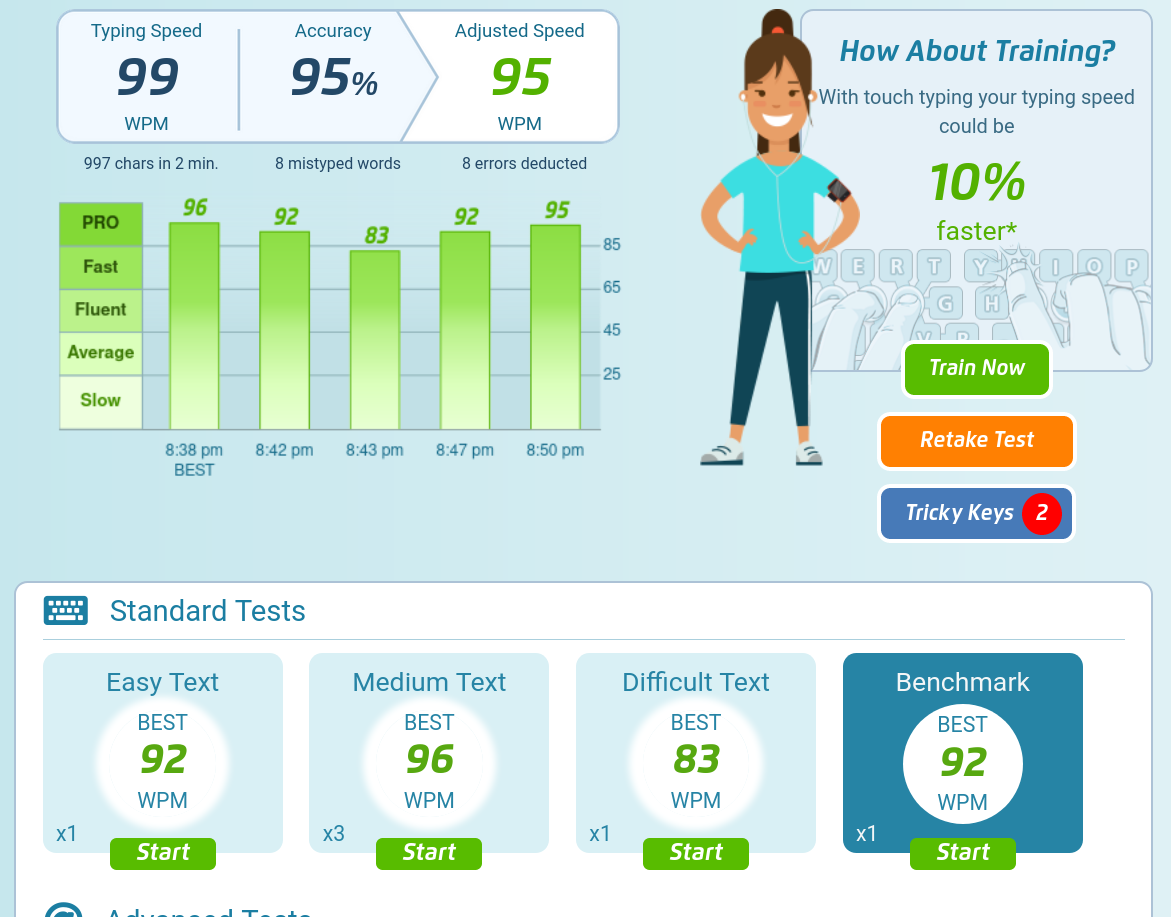 Typing Speed
99
WPM
Accuracy
95%
Adjusted Speed
95
WPM
997 chars in 2 min.
8 mistyped words
8 errors deducted
PRO
Fast
Fluent
Average
Slow
96
92
83
92
95
85
65
45
25
8:38 pm
BEST
8:42 pm
8:43 pm
8:47 pm
8:50 pm
How About Training?
With touch typing your typing speed
could be
10%
faster*
W E R T Y I O P
G H
Train Now
Retake Test
Tricky Keys 2
Standard Tests
Easy Text
BEST
92
WPM
x1
Start
Medium Text
BEST
96
WPM
x3
Start
Difficult Text
BEST
83
WPM
x1
Start
Benchmark
BEST
92
WPM
x1
Start
Advanced Tests